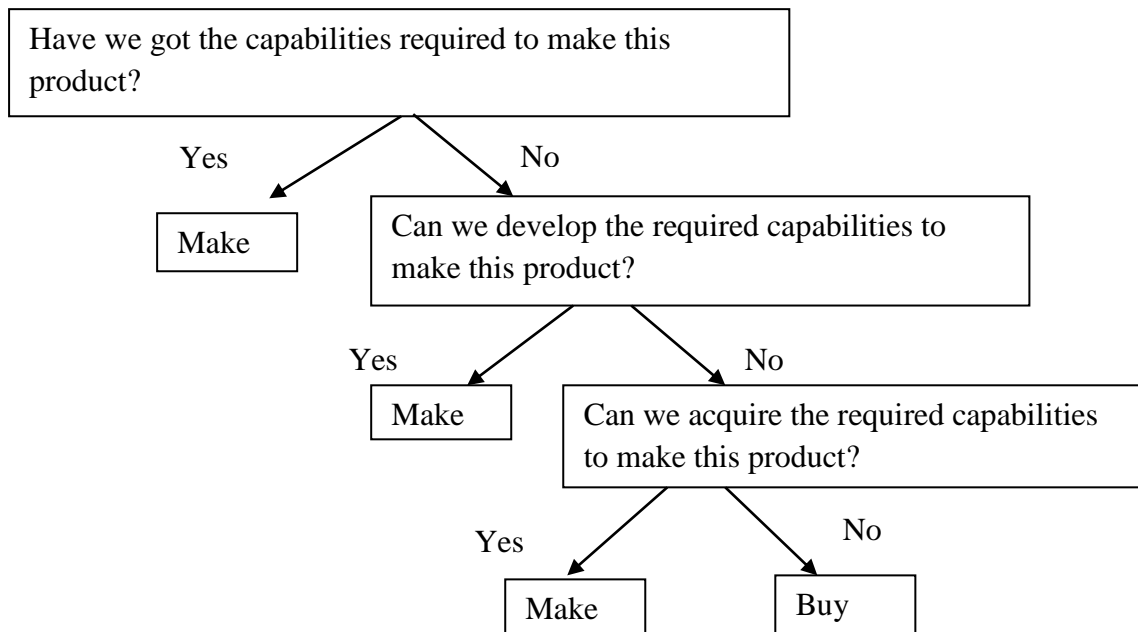 Have we got the capabilities required to make this
product?
Yes
No
Make
Can we develop the required capabilities to
make this product?
Yes
No
Make
Can we acquire the required capabilities
to make this product?
Yes
No
Make
Buy